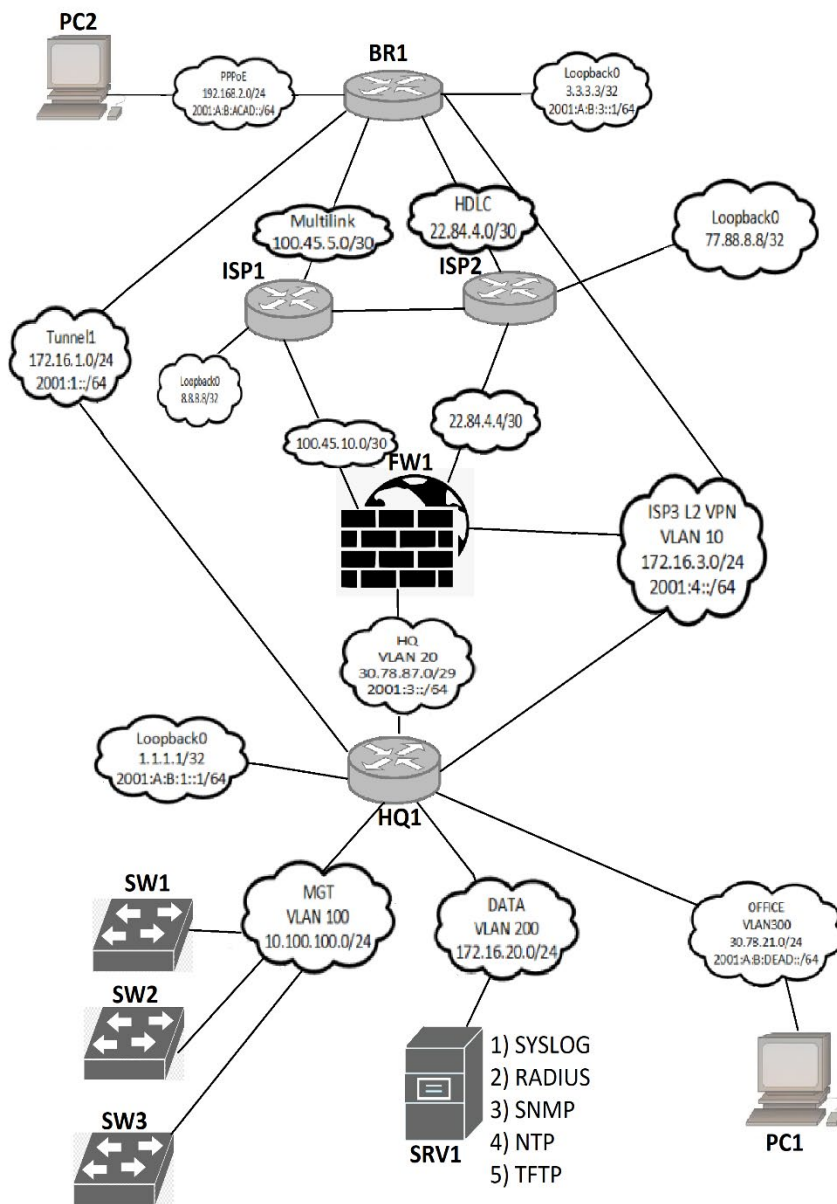 PC2
BR1
PPPoE
192.168.2.0/24
2001:A:B:ACAD::/64
Loopback0
3.3.3.3/32
2001:A:B:3::1/64
Multilink
100.45.5.0/30
HDLC
22.84.4.0/30
Loopback0
77.88.8.8/32
ISP1
ISP2
Tunnel1
172.16.1.0/24
2001:1::/64
Loopback0
8.8.8.8/32
100.45.10.0/30
22.84.4.4/30
FW1
ISP3 L2 VPN
VLAN 10
172.16.3.0/24
2001:4::/64
HQ
VLAN 20
30.78.87.0/29
2001:3::/64
Loopback0
1.1.1.1/32
2001:A:B:1::1/64
HQ1
SW1
MGT
VLAN 100
10.100.100.0/24
DATA
VLAN 200
172.16.20.0/24
OFFICE
VLAN300
30.78.21.0/24
2001:A:B:DEAD::/64
SW2
SW3
SRV1
1) SYSLOG
2) RADIUS
3) SNMP
4) NTP
5) TFTP
PC1